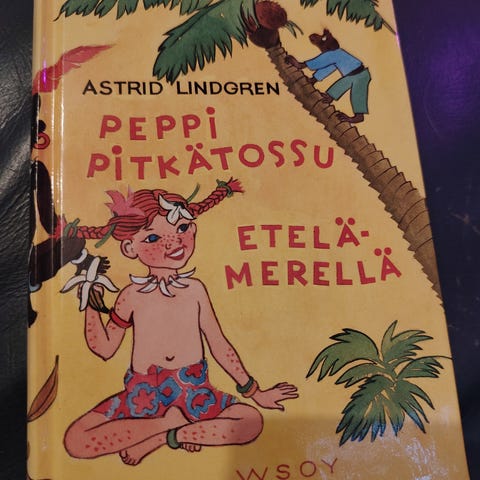 ASTRID LINDGREN
PEPPI
PITKÄTOSSU
ETELÄ-
MERELLÄ
WSOY